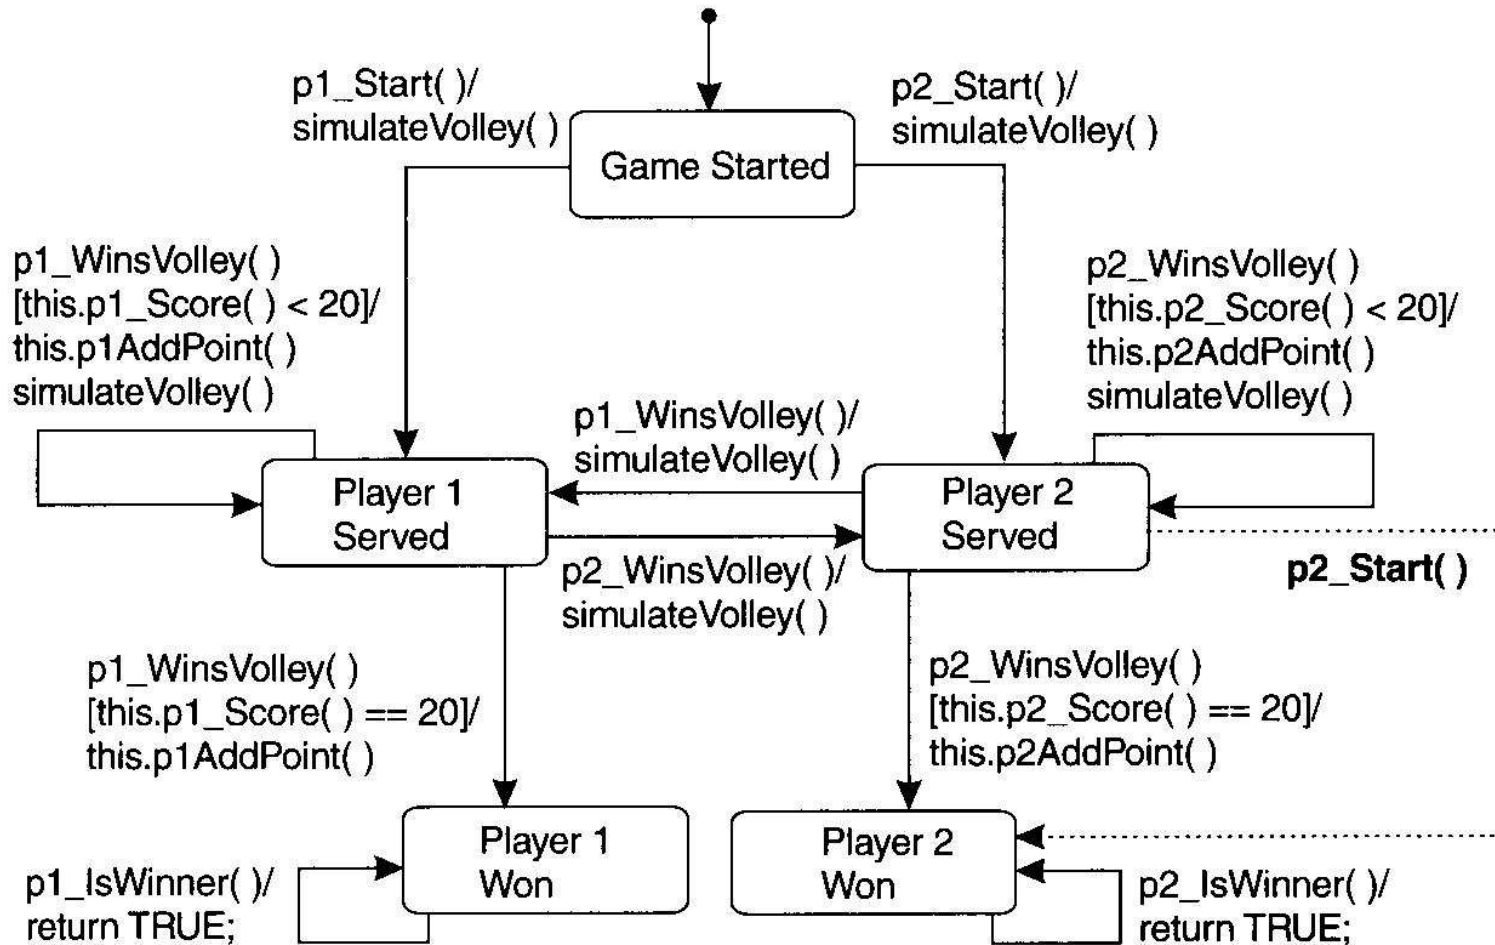 p1_Start( )/
simulateVolley( )
p2_Start( )/
simulateVolley( )
Game Started
p1_WinsVolley( )
[this.p1_Score( ) < 20]/
this.p1AddPoint( )
simulateVolley( )
p2_WinsVolley( )
[this.p2_Score( ) < 20]/
this.p2AddPoint( )
simulateVolley( )
p1_WinsVolley( )/
simulateVolley( )
Player 1
Served
Player 2
Served
p2_WinsVolley( )/
simulateVolley( )
p2_Start( )
p1_WinsVolley( )
[this.p1_Score( ) == 20]/
this.p1AddPoint( )
p2_WinsVolley( )
[this.p2_Score( ) == 20]/
this.p2AddPoint( )
Player 1
Won
Player 2
Won
p1_IsWinner( )/
return TRUE;
p2_IsWinner( )/
return TRUE;